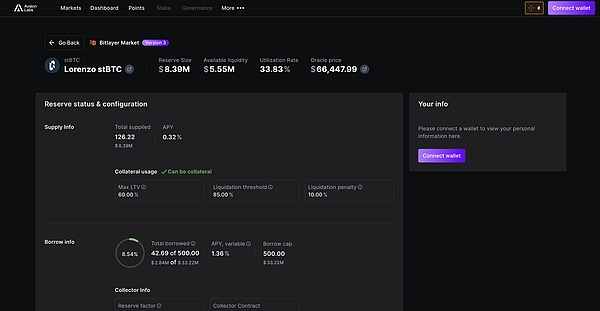 Avalon Labs
Markets Dashboard Points Stake Governance More ••• 0 Connect wallet
← Go Back Bitlayer Market Version 3
stBTC
Lorenzo stBTC
Reserve Size Available liquidity Utilization Rate Oracle price
$8.39M $5.55M 33.83 % $66,447.99
Reserve status & configuration
Supply Info
Total supplied APY
126.22 0.32 %
$ 8.39M
Collateral usage ✓ Can be collateral
Max LTV Liquidation threshold Liquidation penalty
60.00 % 85.00 % 10.00 %
Borrow info
8.54%
Total borrowed APY, variable Borrow cap
42.69 of 500.00 1.36 % 500.00
$ 2.84M of $ 33.22M $ 33.22M
Collector Info
Reserve factor Collector Contract
Your info
Please connect a wallet to view your personal
information here.
Connect wallet